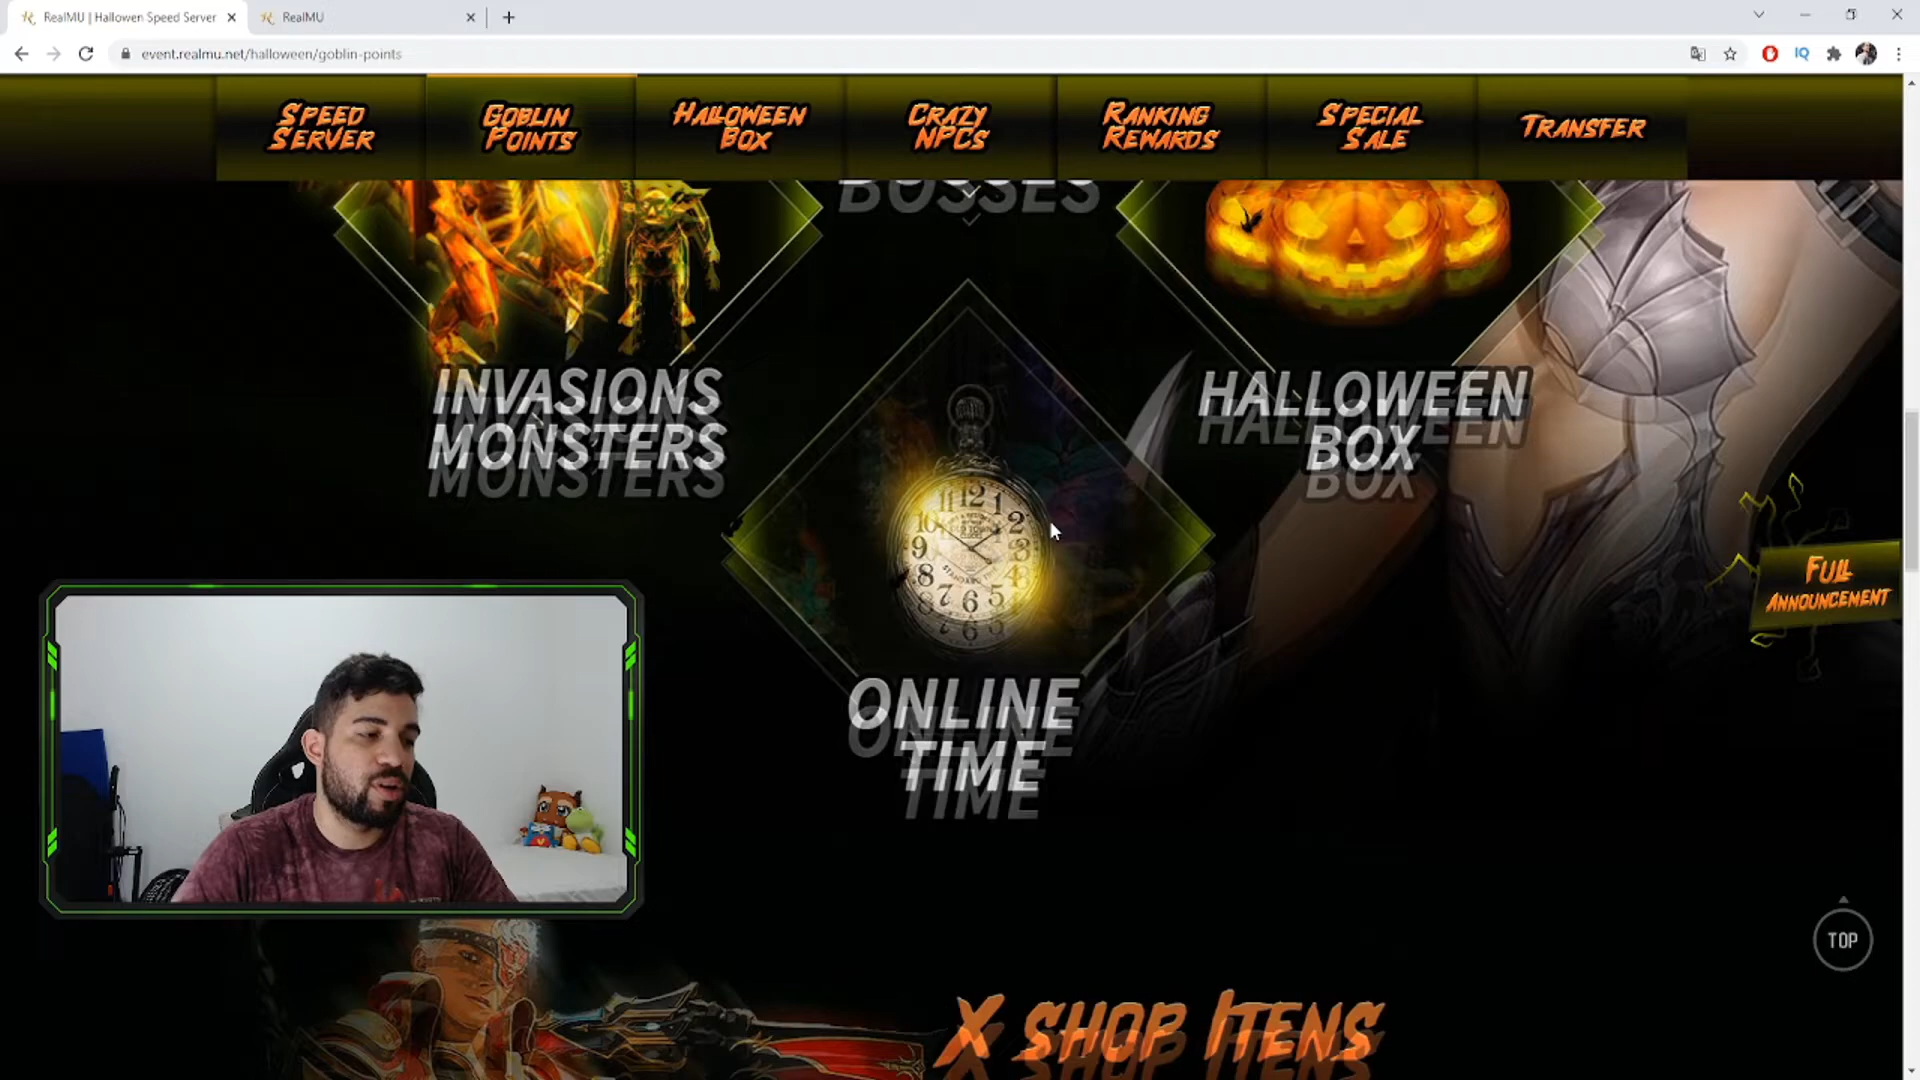 RealMU | Hallowen Speed Server
RealMU
event.realmu.net/halloween/goblin-points
SPEED
SERVER
GOBLIN
POINTS
HALLOWEEN
BOX
CRAZY
NPCS
RANKING
REWARDS
SPECIAL
SALE
TRANSFER
BOSSES
INVASIONS
MONSTERS
HALLOWEEN
BOX
ONLINE
TIME
FULL
ANNOUNCEMENT
TOP
X SHOP ITENS